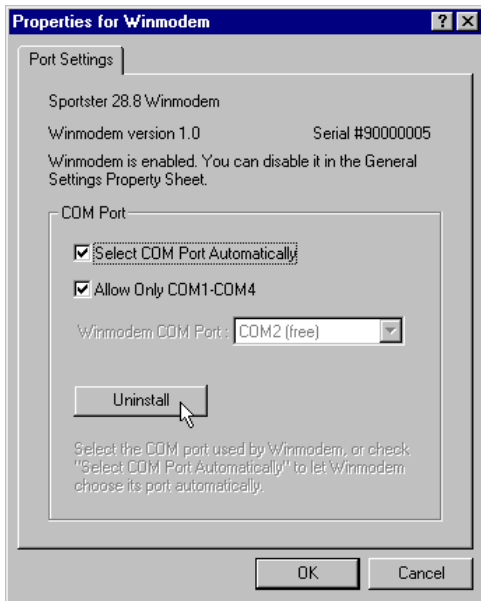 Properties for Winmodem
?
Port Settings
Sportster 28.8 Winmodem
Winmodem version 1.0 Serial #90000005
Winmodem is enabled. You can disable it in the General
Settings Property Sheet.
COM Port
Select COM Port Automatically
Allow Only COM1-COM4
Winmodem COM Port : COM2 (free)
Uninstall
Select the COM port used by Winmodem, or check
"Select COM Port Automatically" to let Winmodem
choose its port automatically.
OK Cancel